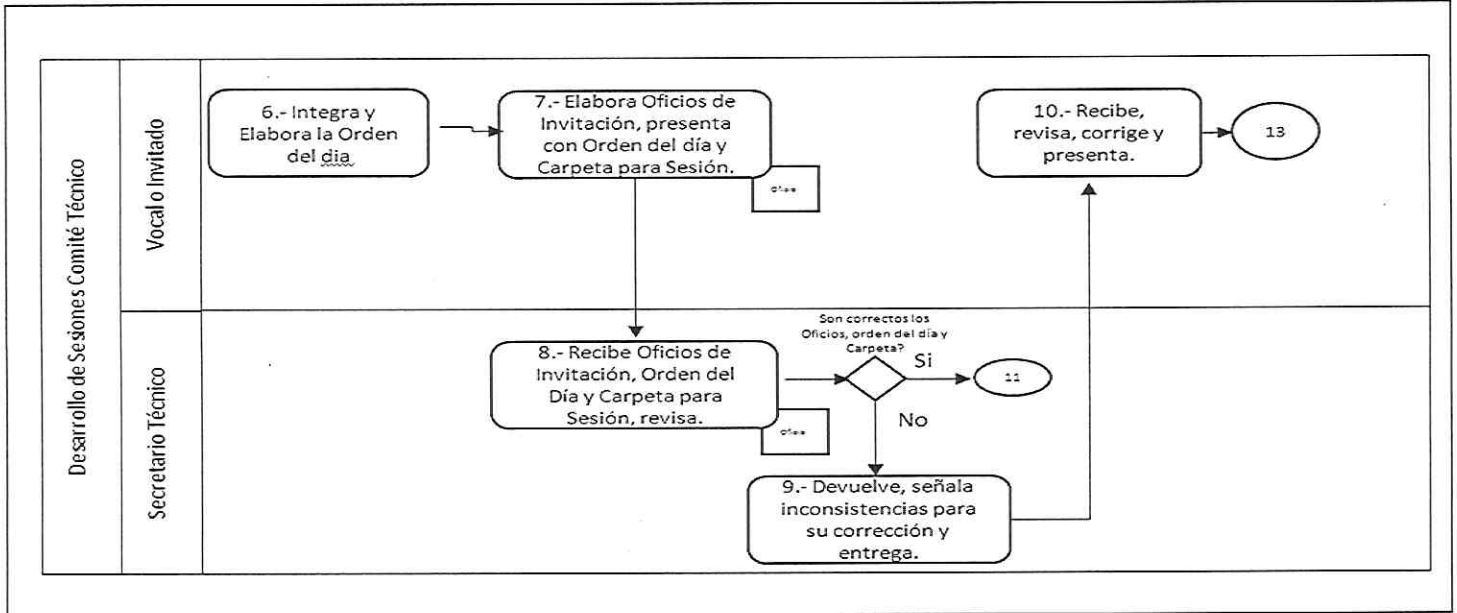 Desarrollo de Sesiones Comité Técnico
Vocal o Invitado
6.- Integra y
Elabora la Orden
del dia
7.- Elabora Oficios de
Invitación, presenta
con Orden del día y
Carpeta para Sesión.
10.- Recibe,
revisa, corrige y
presenta.
13
Secretario Técnico
8.- Recibe Oficios de
Invitación, Orden del
Día y Carpeta para
Sesión, revisa.
Son correctos los
Oficios, orden del día y
Carpeta?
Si
11
No
9.- Devuelve, señala
inconsistencias para
su corrección y
entrega.